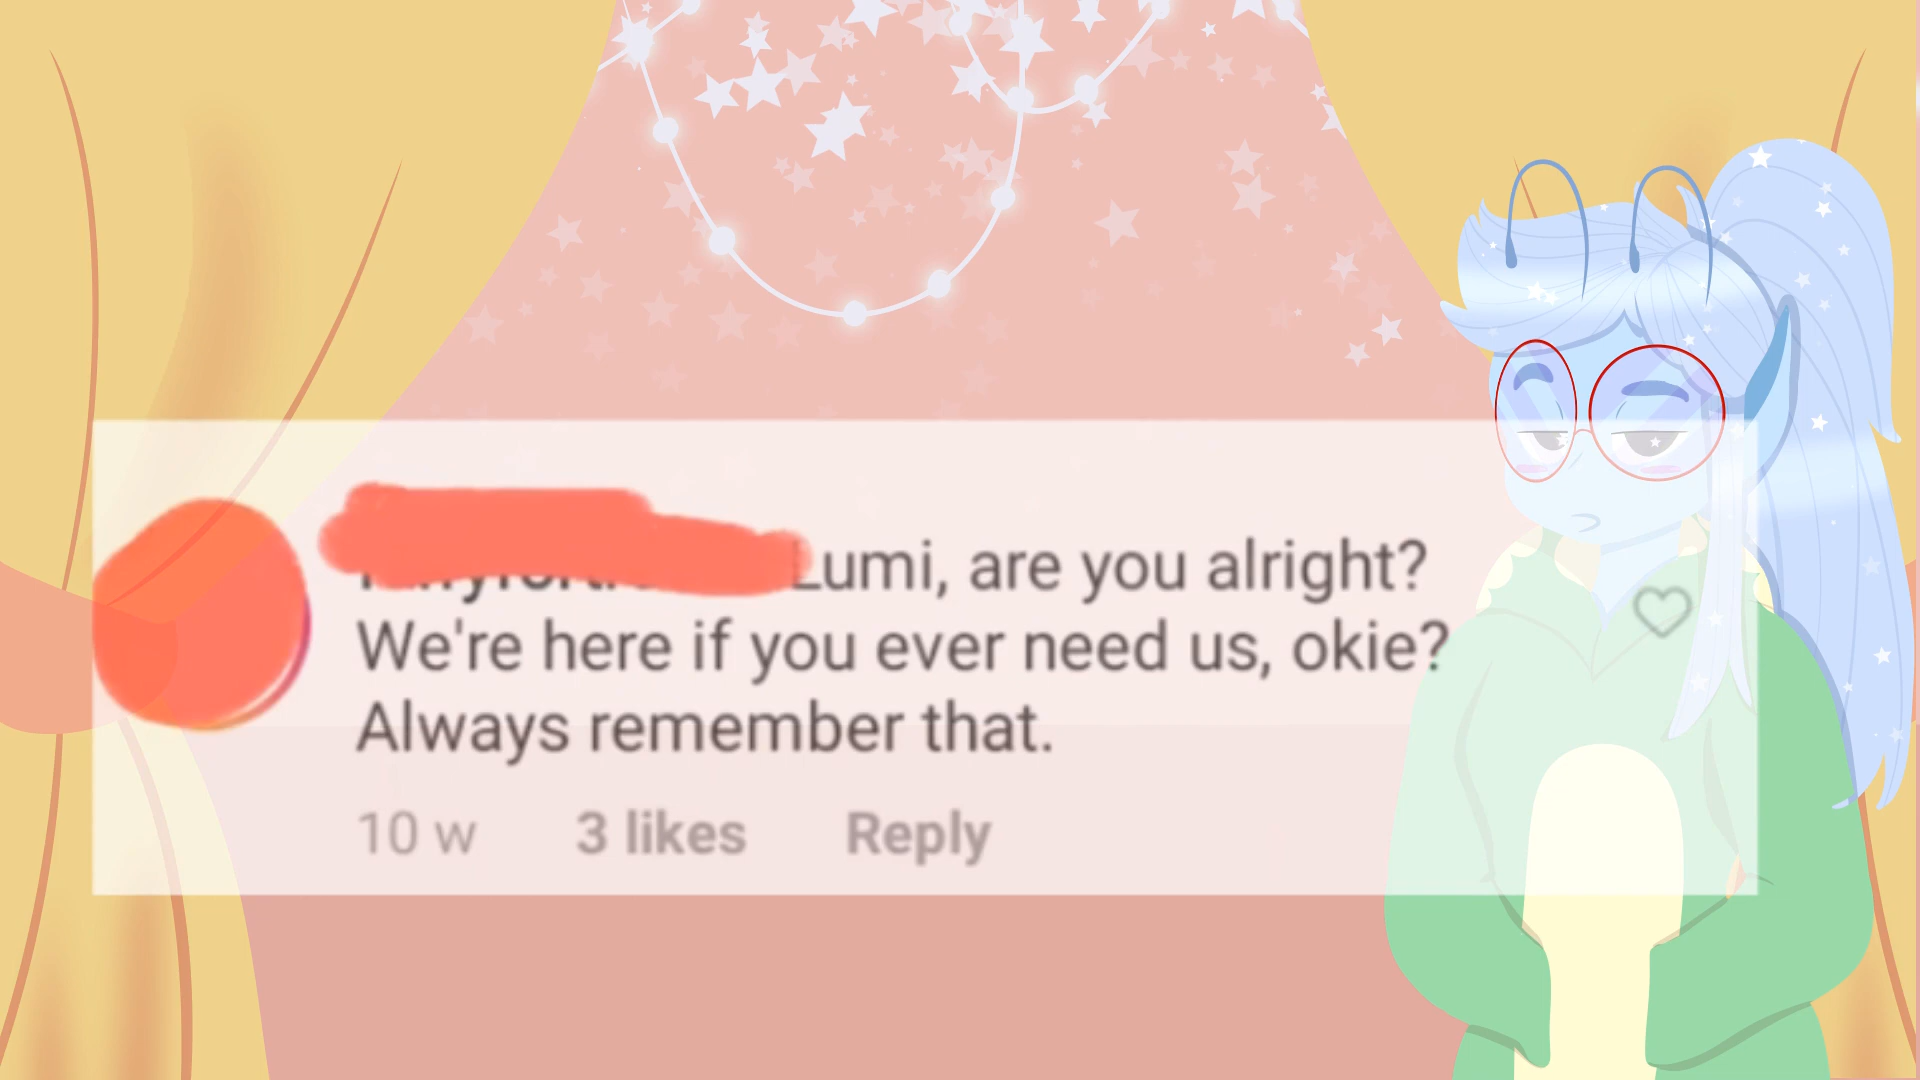 Lumi, are you alright?
We're here if you ever need us, okie?
Always remember that.
10 w 3 likes Reply